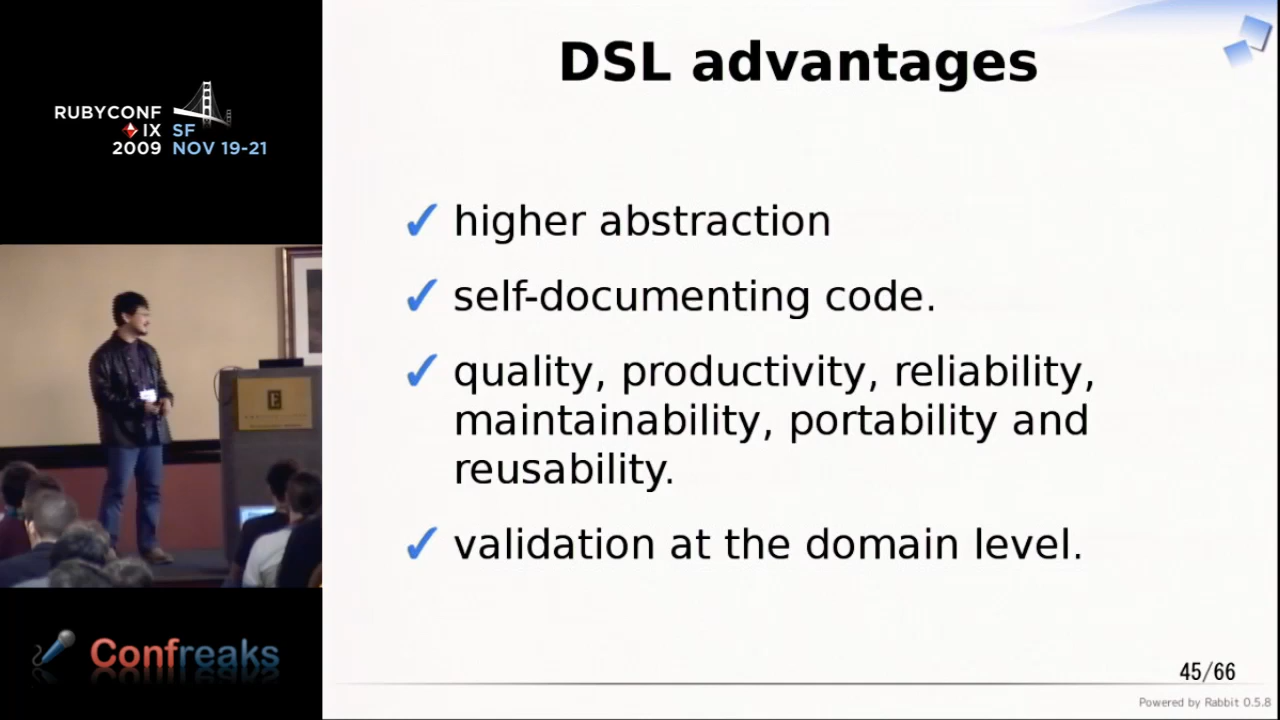 DSL advantages
RUBYCONF
IX SF
2009 NOV 19-21
✓ higher abstraction
✓ self-documenting code.
✓ quality, productivity, reliability,
maintainability, portability and
reusability.
✓ validation at the domain level.
E
Confreaks
45/66
Powered by Rabbit 0.5.8